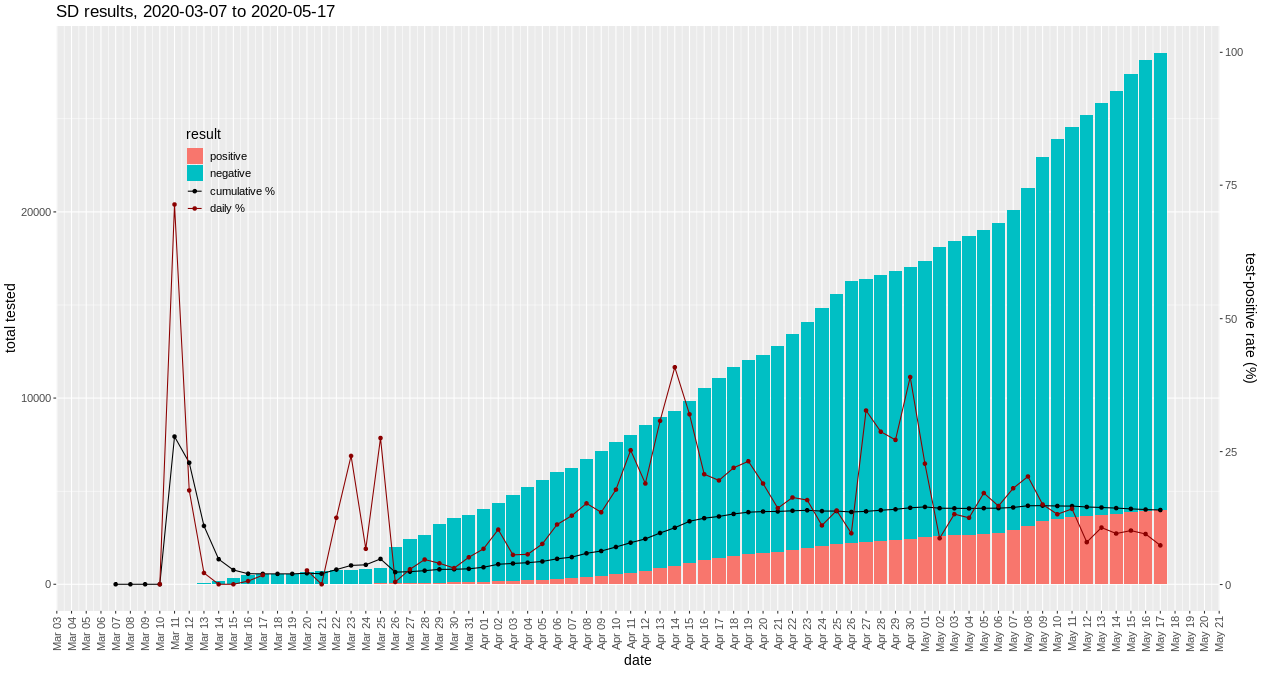 SD results, 2020-03-07 to 2020-05-17
result
positive
negative
cumulative %
daily %
total tested
20000
10000
0
100
75
50
25
0
test-positive rate (%)
Mar 03
Mar 04
Mar 05
Mar 06
Mar 07
Mar 08
Mar 09
Mar 10
Mar 11
Mar 12
Mar 13
Mar 14
Mar 15
Mar 16
Mar 17
Mar 18
Mar 19
Mar 20
Mar 21
Mar 22
Mar 23
Mar 24
Mar 25
Mar 26
Mar 27
Mar 28
Mar 29
Mar 30
Mar 31
Apr 01
Apr 02
Apr 03
Apr 04
Apr 05
Apr 06
Apr 07
Apr 08
Apr 09
Apr 10
Apr 11
Apr 12
Apr 13
Apr 14
Apr 15
Apr 16
Apr 17
Apr 18
Apr 19
Apr 20
Apr 21
Apr 22
Apr 23
Apr 24
Apr 25
Apr 26
Apr 27
Apr 28
Apr 29
Apr 30
May 01
May 02
May 03
May 04
May 05
May 06
May 07
May 08
May 09
May 10
May 11
May 12
May 13
May 14
May 15
May 16
May 17
May 18
May 19
May 20
May 21
date